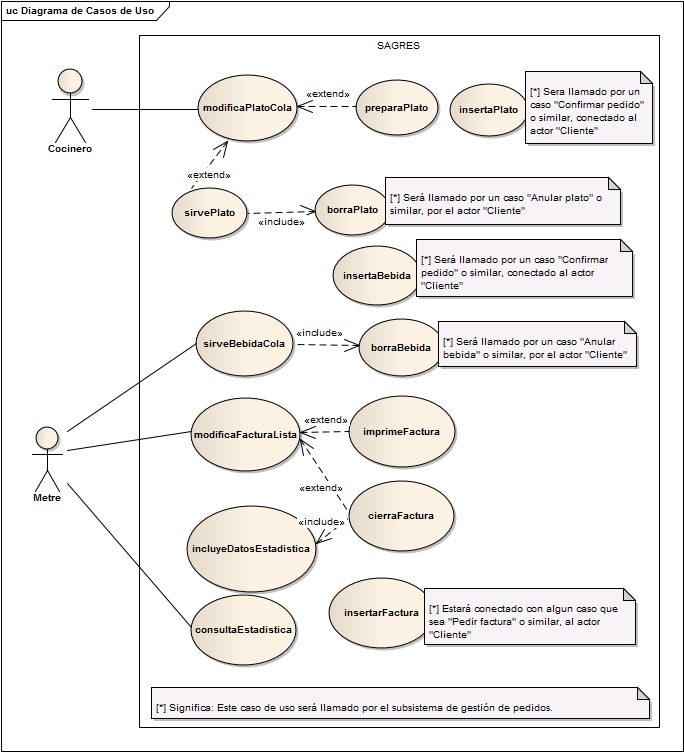 uc Diagrama de Casos de Uso
SAGRES
Cocinero
modificaPlatoCola
«extend»
preparaPlato
insertaPlato
[*] Sera llamado por un
caso "Confirmar pedido"
o similar, conectado al
actor "Cliente"
«extend»
sirvePlato
«include»
borraPlato
[*] Será llamado por un caso "Anular plato" o
similar, por el actor "Cliente"
insertaBebida
[*] Será llamado por un caso "Confirmar
pedido" o similar, conectado al actor
"Cliente"
sirveBebidaCola
«include»
borraBebida
[*] Será llamado por un caso "Anular
bebida" o similar, por el actor "Cliente"
Metre
modificaFacturaLista
«extend»
imprimeFactura
«extend»
cierraFactura
«include»
incluyeDatosEstadistica
consultaEstadistica
insertarFactura
[*] Estará conectado con algun caso que
sea "Pedir factura" o similar, al actor
"Cliente"
[*] Significa: Este caso de uso será llamado por el subsistema de gestión de pedidos.